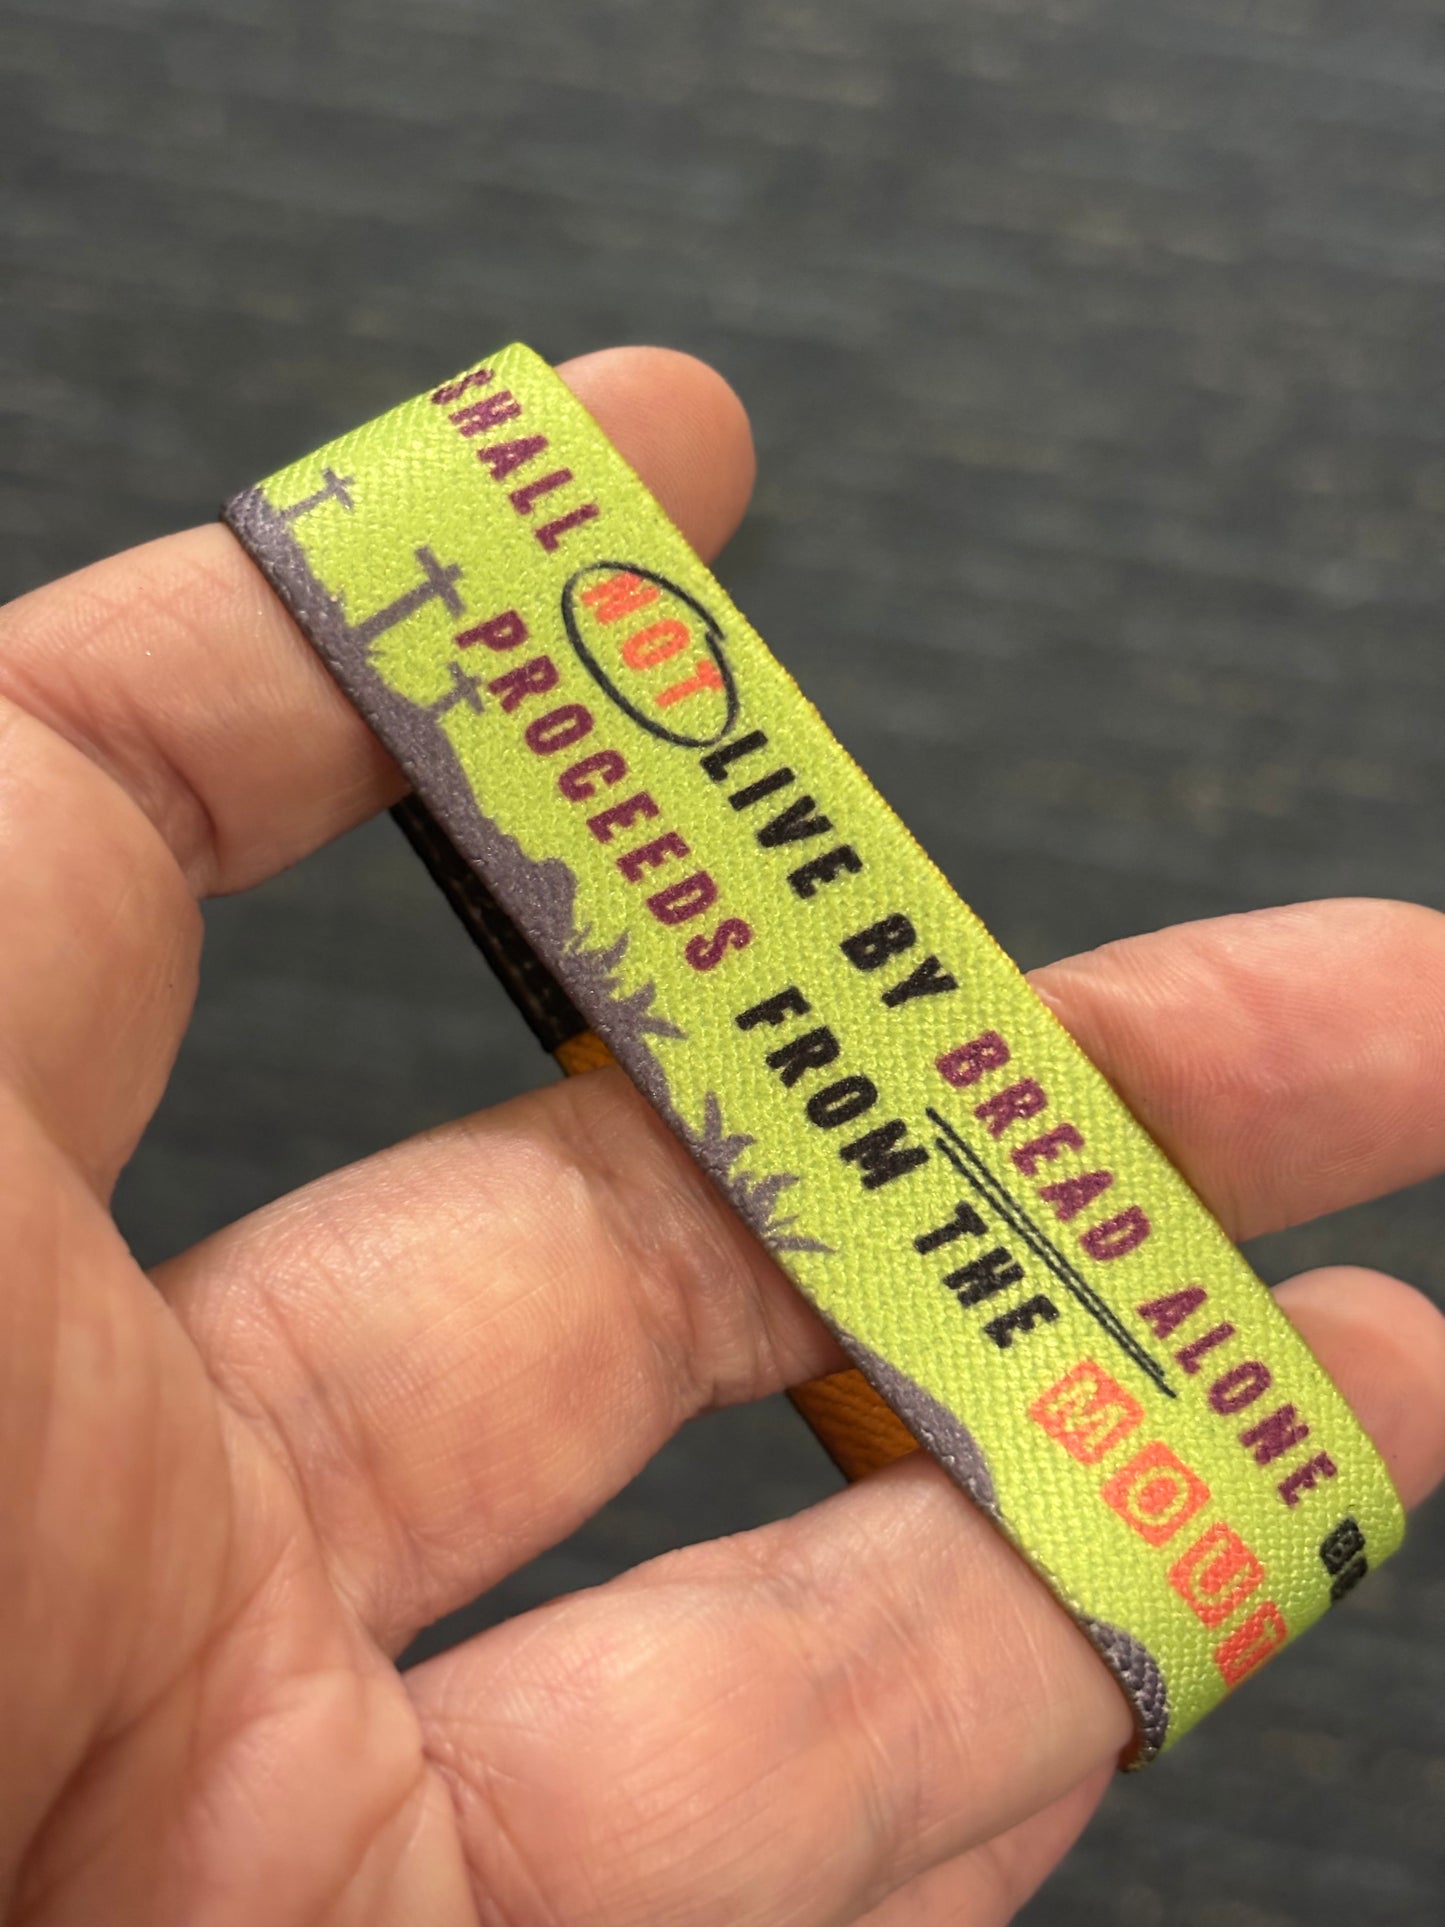 SHALL NOT LIVE BY BREAD ALONE
PROCEEDS FROM THE